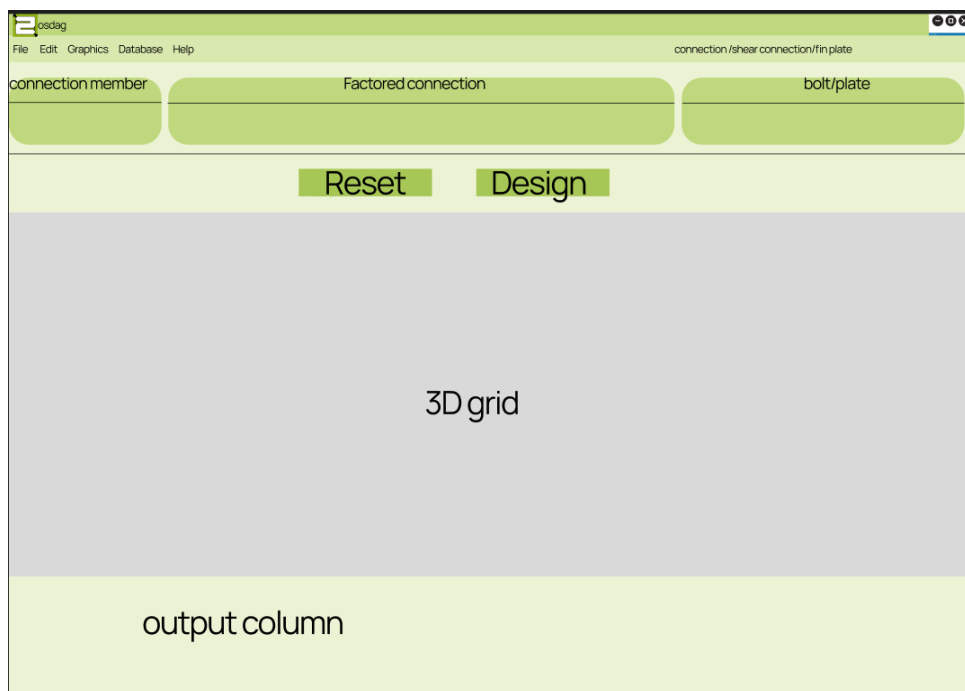 osdag
File Edit Graphics Database Help
connection /shear connection/fin plate
connection member
Factored connection
bolt/plate
Reset
Design
3D grid
output column